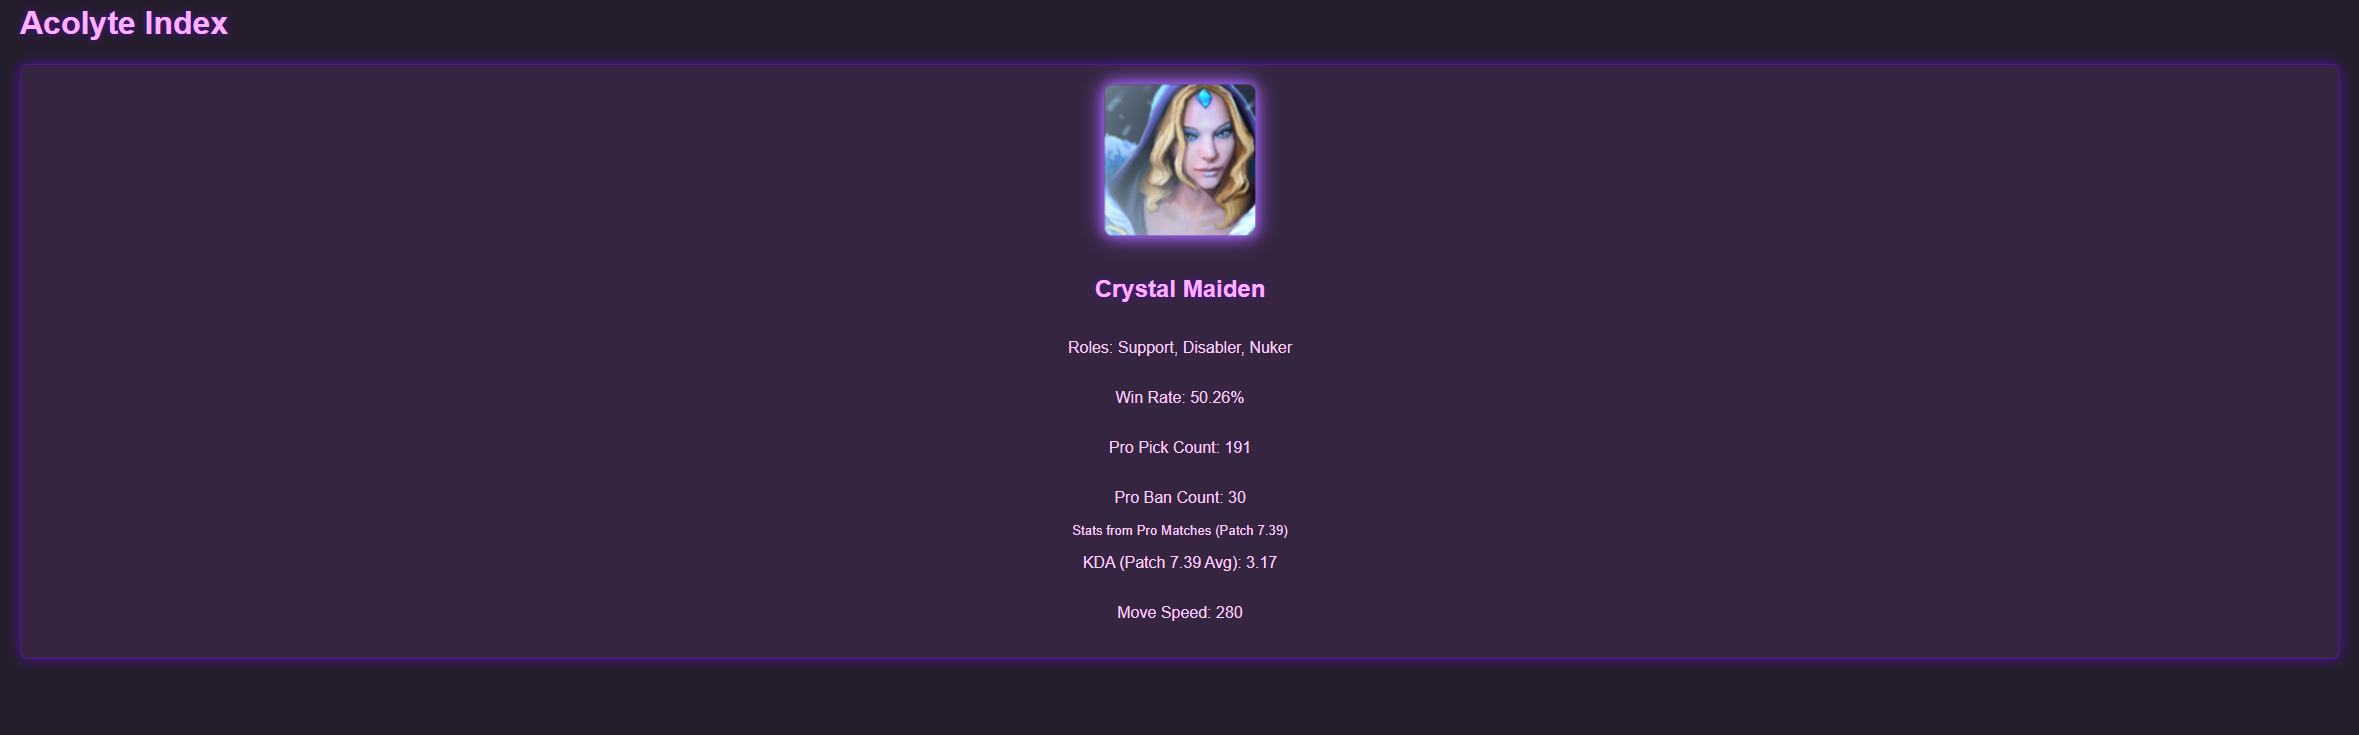 Acolyte Index
Crystal Maiden
Roles: Support, Disabler, Nuker
Win Rate: 50.26%
Pro Pick Count: 191
Pro Ban Count: 30
Stats from Pro Matches (Patch 7.39)
KDA (Patch 7.39 Avg): 3.17
Move Speed: 280